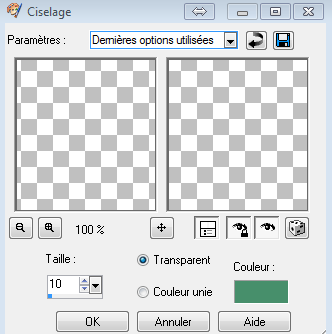 Ciselage
Paramètres : Dernières options utilisées
100 %
Taille : Transparent Couleur :
10
Couleur unie
OK Annuler Aide